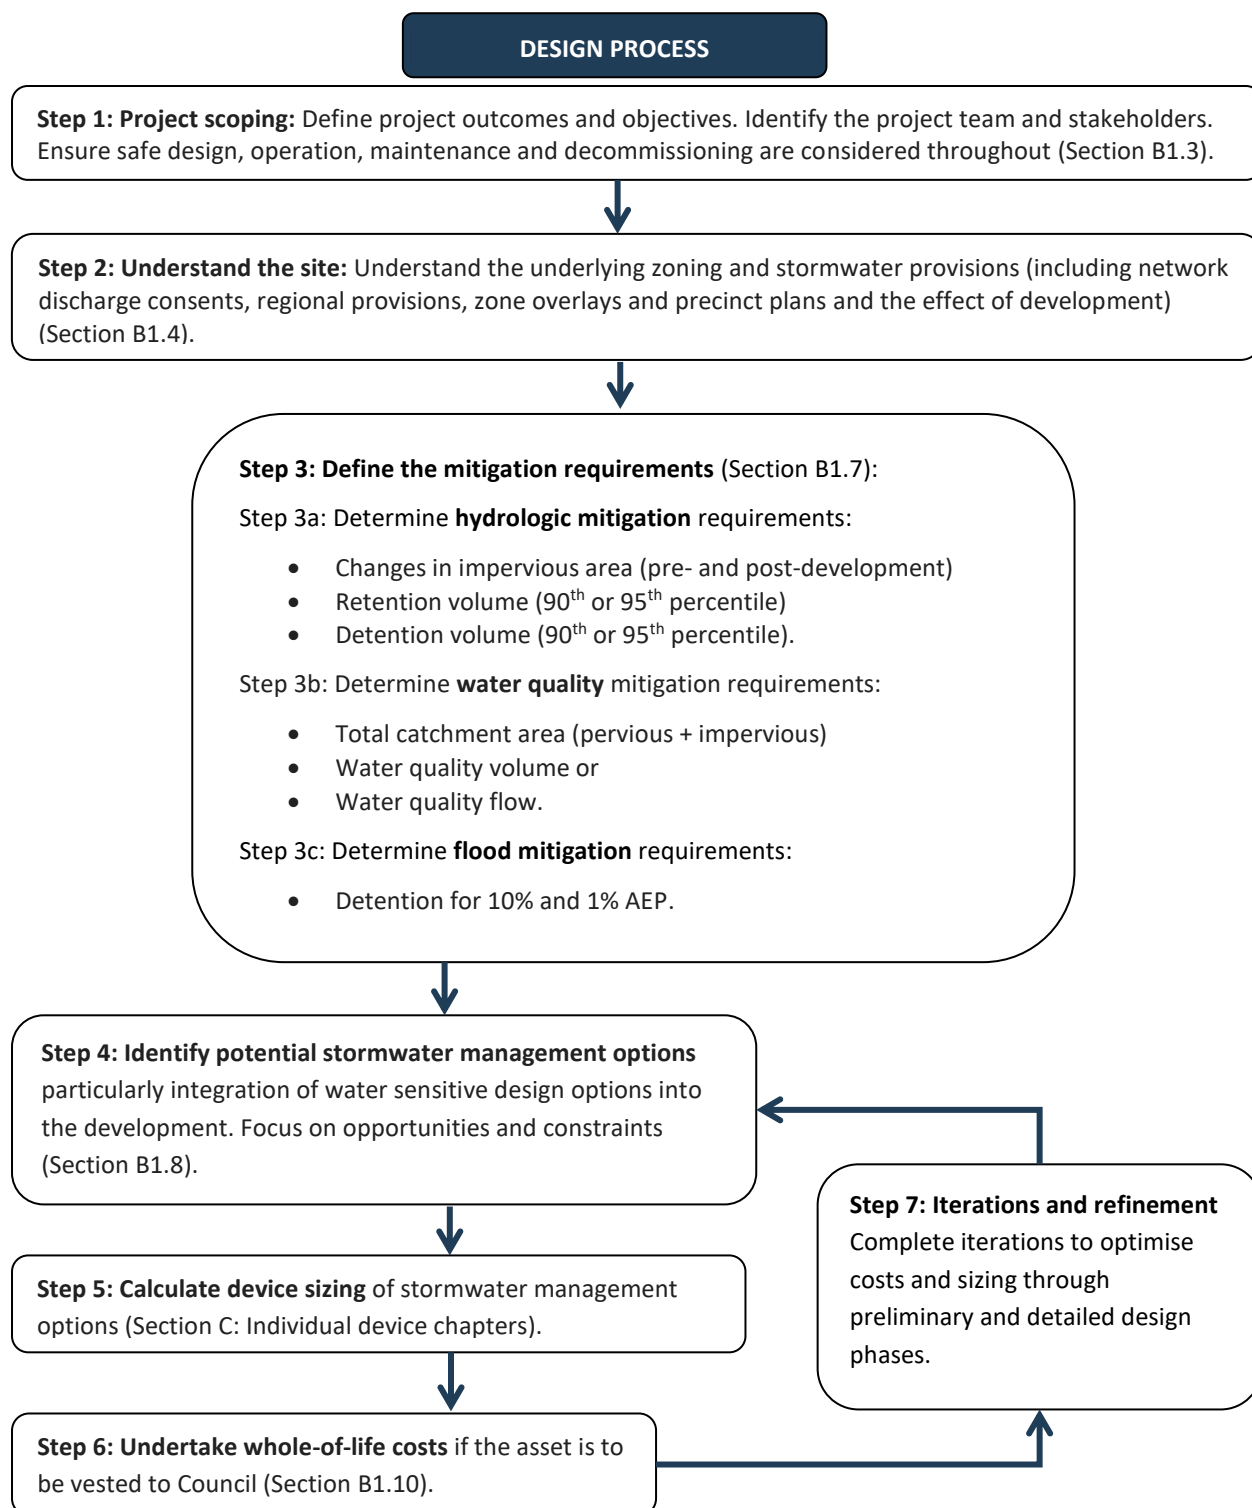 DESIGN PROCESS
Step 1: Project scoping: Define project outcomes and objectives. Identify the project team and stakeholders.
Ensure safe design, operation, maintenance and decommissioning are considered throughout (Section B1.3).
Step 2: Understand the site: Understand the underlying zoning and stormwater provisions (including network
discharge consents, regional provisions, zone overlays and precinct plans and the effect of development)
(Section B1.4).
Step 3: Define the mitigation requirements (Section B1.7):
Step 3a: Determine hydrologic mitigation requirements:
• Changes in impervious area (pre- and post-development)
• Retention volume (90th or 95th percentile)
• Detention volume (90th or 95th percentile).
Step 3b: Determine water quality mitigation requirements:
• Total catchment area (pervious + impervious)
• Water quality volume or
• Water quality flow.
Step 3c: Determine flood mitigation requirements:
• Detention for 10% and 1% AEP.
Step 4: Identify potential stormwater management options
particularly integration of water sensitive design options into
the development. Focus on opportunities and constraints
(Section B1.8).
Step 5: Calculate device sizing of stormwater management
options (Section C: Individual device chapters).
Step 6: Undertake whole-of-life costs if the asset is to
be vested to Council (Section B1.10).
Step 7: Iterations and refinement
Complete iterations to optimise
costs and sizing through
preliminary and detailed design
phases.